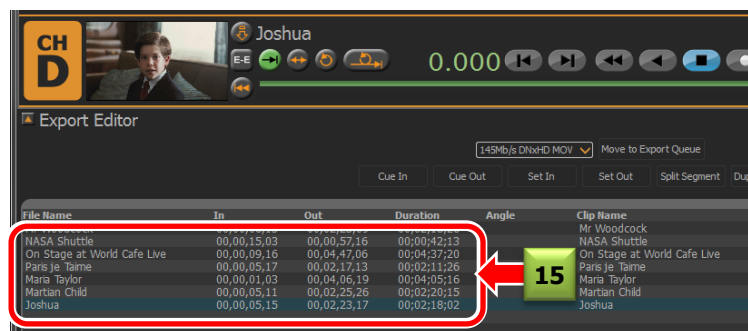 CH
D
Joshua
E-E
0.000
Export Editor
145Mb/s DNxHD MOV
Move to Export Queue
Cue In
Cue Out
Set In
Set Out
Split Segment
File Name In Out Duration Angle Clip Name
Mr Woodcock Mr Woodcock
NASA Shuttle 00,00,15,03 00,00,57,16 00;00;42;13 NASA Shuttle
On Stage at World Cafe Live 00,00,09,16 00,04,47,06 00;04;37;20 On Stage at World Cafe Live
Paris je Taime 00,00,05,17 00,02,17,13 00;02;11;26 Paris je Taime
Maria Taylor 00,00,01,03 00,04,06,19 00;04;05;16 Maria Taylor
Martian Child 00,00,05,11 00,02,25,26 00;02;20;15 Martian Child
Joshua 00,00,05,15 00,02,23,17 00;02;18;02 Joshua
15